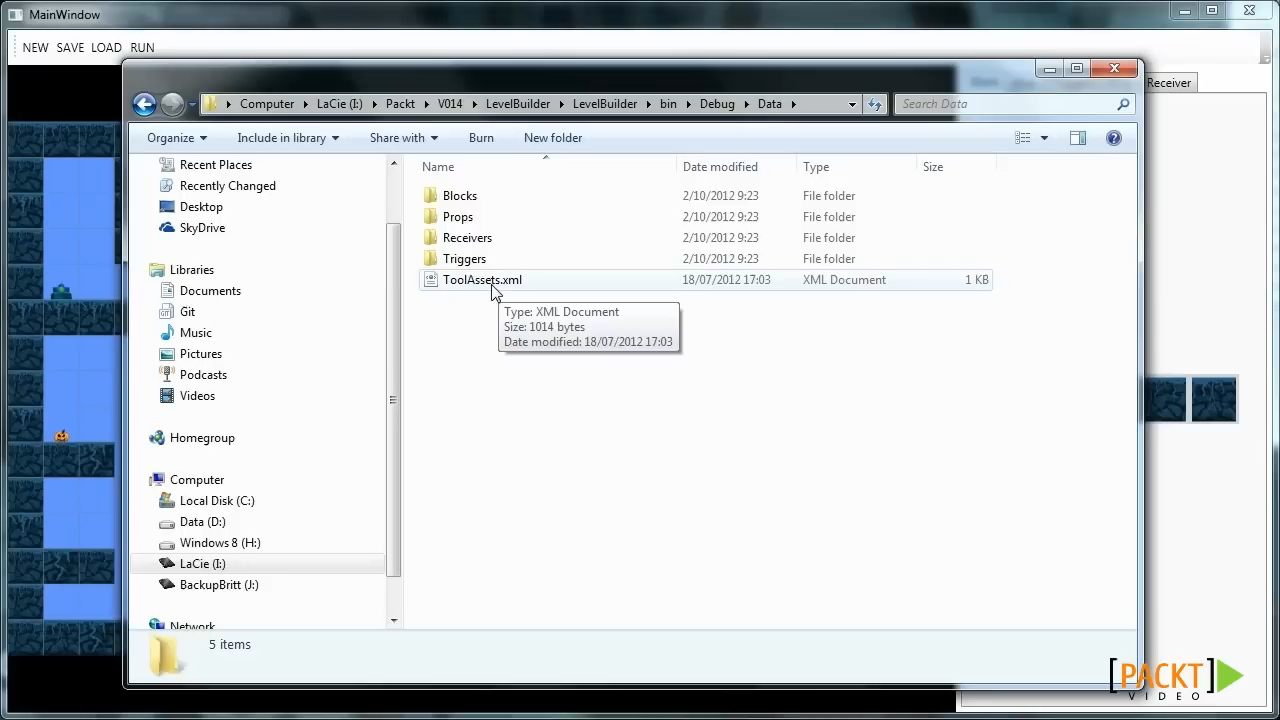 MainWindow
NEW SAVE LOAD RUN
Receiver
Computer LaCie (I:) Packt V014 LevelBuilder LevelBuilder bin Debug Data
Search Data
Organize Include in library Share with Burn New folder
Name Date modified Type Size
Recent Places
Recently Changed
Desktop
SkyDrive
Libraries
Documents
Git
Music
Pictures
Podcasts
Videos
Homegroup
Computer
Local Disk (C:)
Data (D:)
Windows 8 (H:)
LaCie (I:)
BackupBritt (J:)
Network
Blocks 2/10/2012 9:23 File folder
Props 2/10/2012 9:23 File folder
Receivers 2/10/2012 9:23 File folder
Triggers 2/10/2012 9:23 File folder
ToolAssets.xml 18/07/2012 17:03 XML Document 1 KB
Type: XML Document
Size: 1014 bytes
Date modified: 18/07/2012 17:03
5 items
[PACKT]
VIDEO